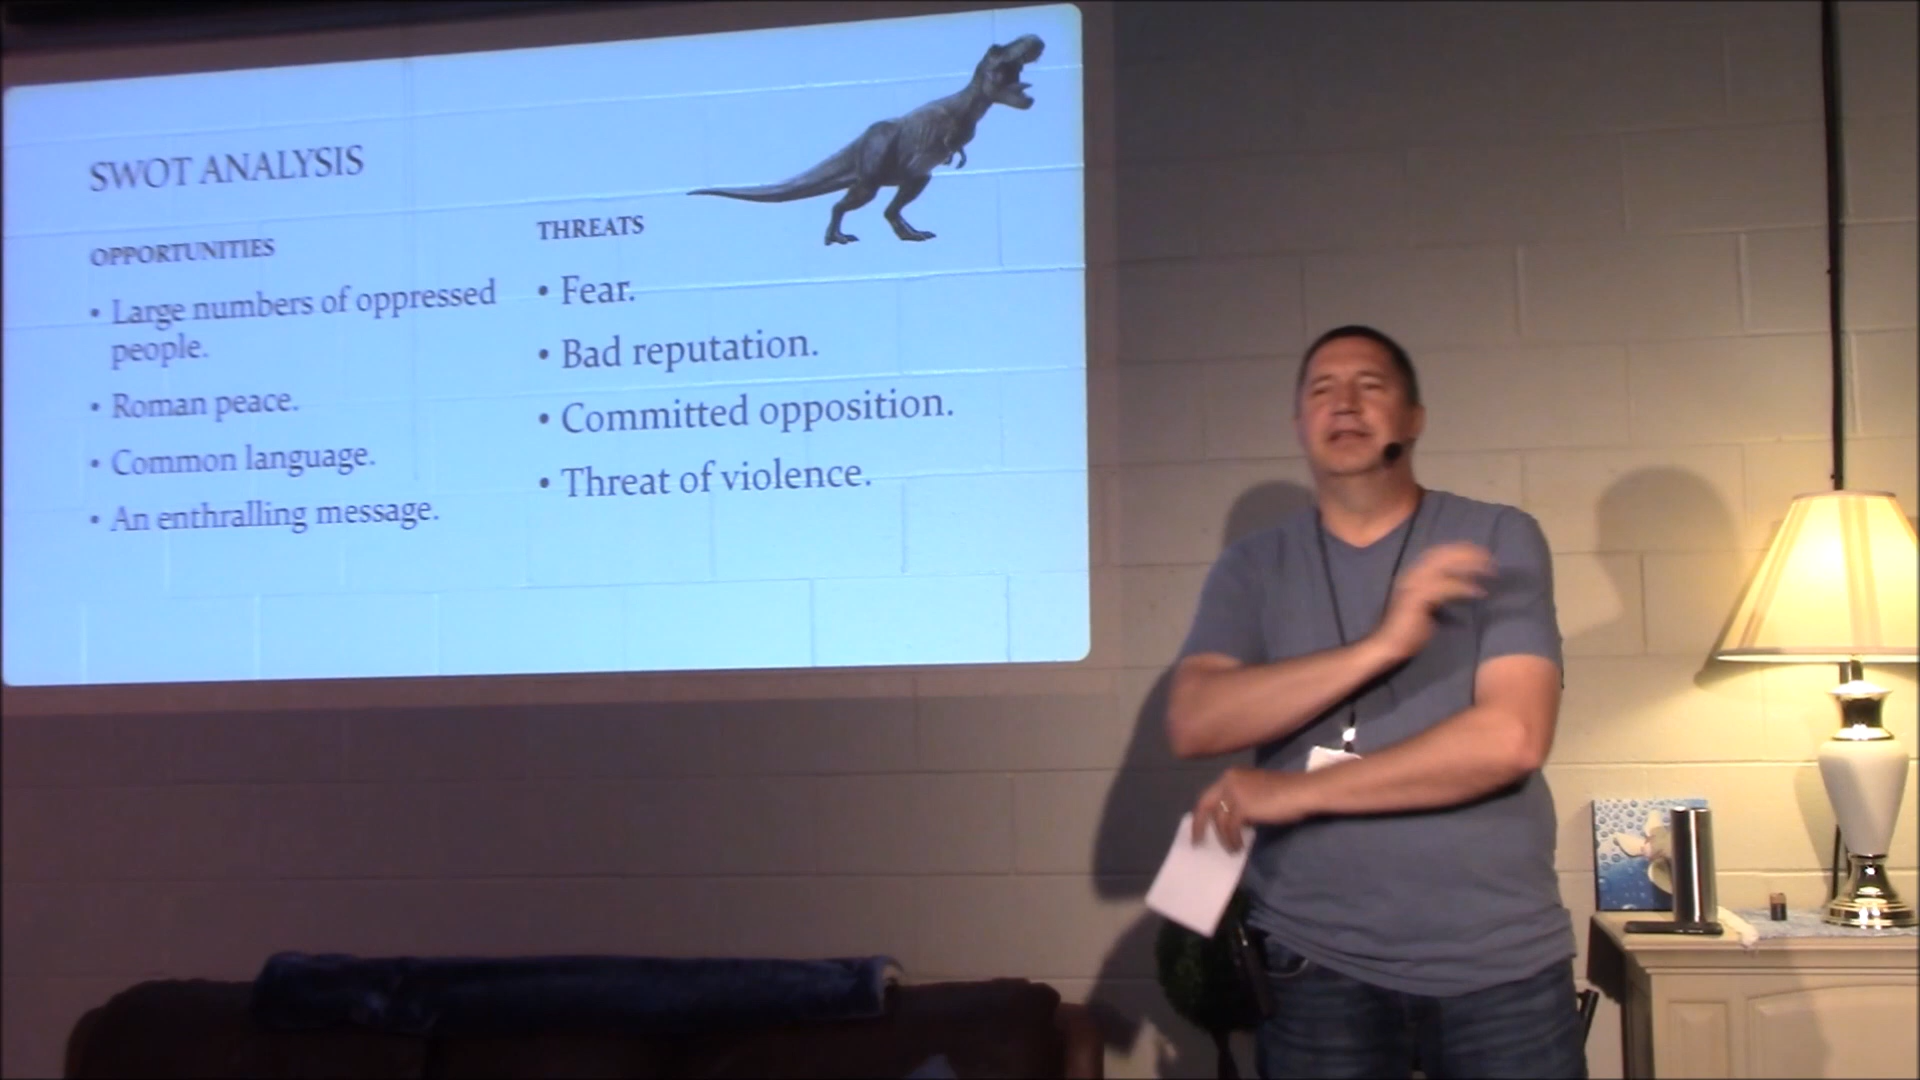 SWOT ANALYSIS
OPPORTUNITIES
• Large numbers of oppressed
people.
• Roman peace.
• Common language.
• An enthralling message.
THREATS
• Fear.
• Bad reputation.
• Committed opposition.
• Threat of violence.